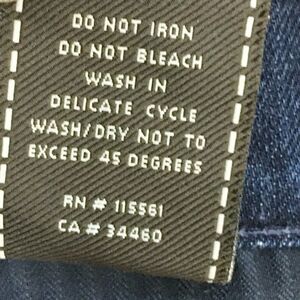 DO NOT IRON
DO NOT BLEACH
WASH IN
DELICATE CYCLE
WASH/DRY NOT TO
EXCEED 45 DEGREES
RN # 115561
CA # 34460